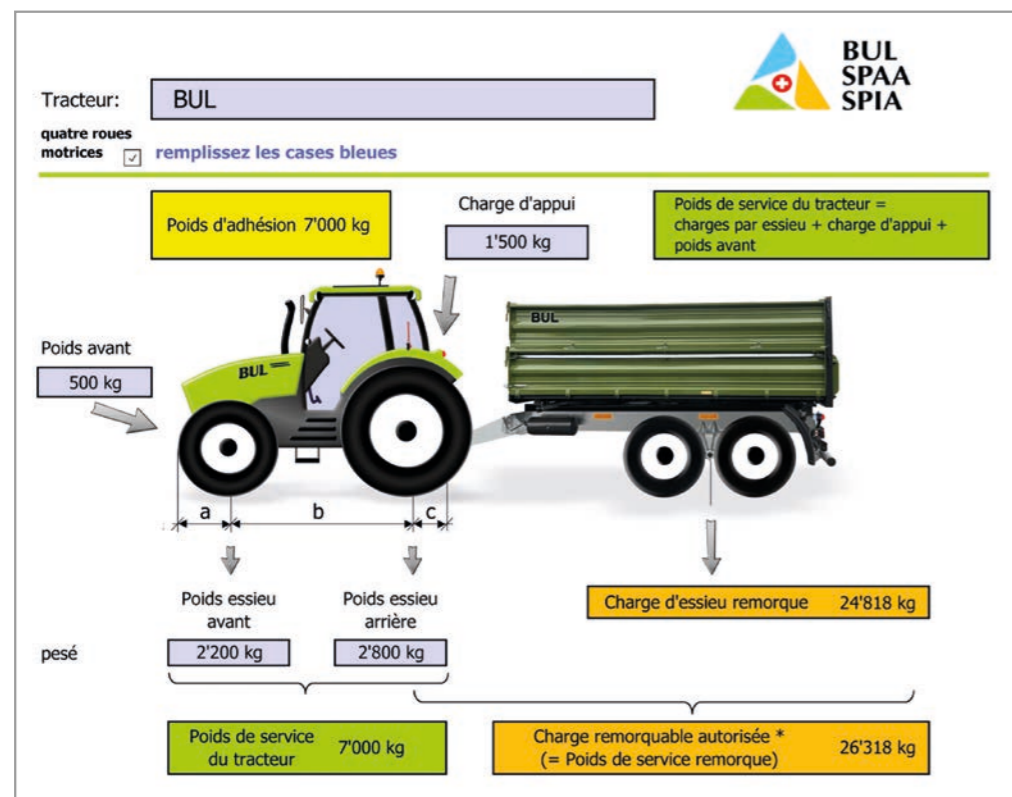 BUL
SPAA
SPIA
Tracteur: BUL
quatre roues
motrices
remplissez les cases bleues
Poids d'adhésion 7'000 kg
Charge d'appui
1'500 kg
Poids de service du tracteur =
charges par essieu + charge d'appui +
poids avant
Poids avant
500 kg
BUL
BUL
a b c
Poids essieu
avant
Poids essieu
arrière
Charge d'essieu remorque 24'818 kg
pesé
2'200 kg
2'800 kg
Poids de service
du tracteur
7'000 kg
Charge remorquable autorisée *
(= Poids de service remorque)
26'318 kg